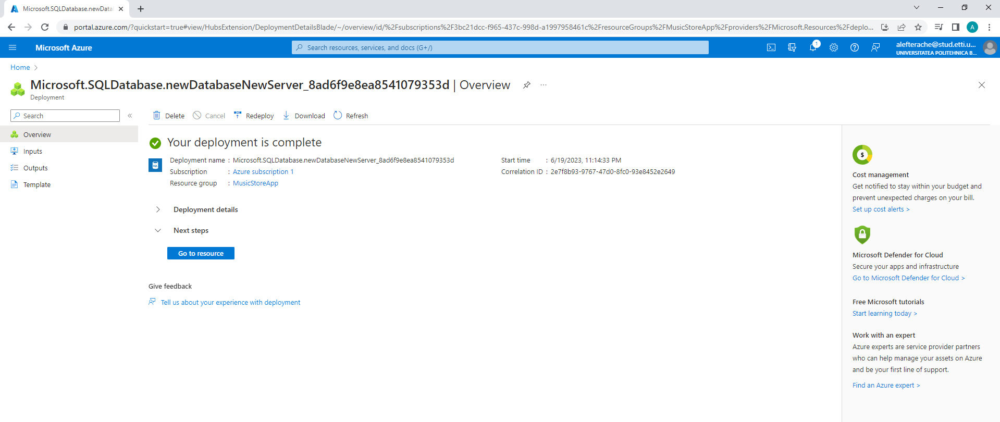 Microsoft.SQLDatabase.newData
portal.azure.com/?quickstart=true#view/HubsExtension/DeploymentDetailsBlade/~/overview/id/%2Fsubscriptions%2F3bc21dcc-f965-437c-998d-a1997958461c%2FresourceGroups%2FMusicStoreApp%2Fproviders%2FMicrosoft.Resources%2Fdeplo...
A
Microsoft Azure
Search resources, services, and docs (G+/)
1
alefterache@stud.etti.u...
UNIVERSITATEA POLITEHNICA B...
Home
Microsoft.SQLDatabase.newDatabaseNewServer_8ad6f9e8ea8541079353d | Overview
Deployment
Search
Delete
Cancel
Redeploy
Download
Refresh
Overview
Inputs
Outputs
Template
Your deployment is complete
SQL
Deployment name : Microsoft.SQLDatabase.newDatabaseNewServer_8ad6f9e8ea8541079353d
Subscription : Azure subscription 1
Resource group : MusicStoreApp
Start time : 6/19/2023, 11:14:33 PM
Correlation ID : 2e7f8b93-9767-47d0-8fc0-93e8452e2649
Deployment details
Next steps
Go to resource
Give feedback
Tell us about your experience with deployment
$
Cost management
Get notified to stay within your budget and
prevent unexpected charges on your bill.
Set up cost alerts >
Microsoft Defender for Cloud
Secure your apps and infrastructure
Go to Microsoft Defender for Cloud >
Free Microsoft tutorials
Start learning today >
Work with an expert
Azure experts are service provider partners
who can help manage your assets on Azure
and be your first line of support.
Find an Azure expert >